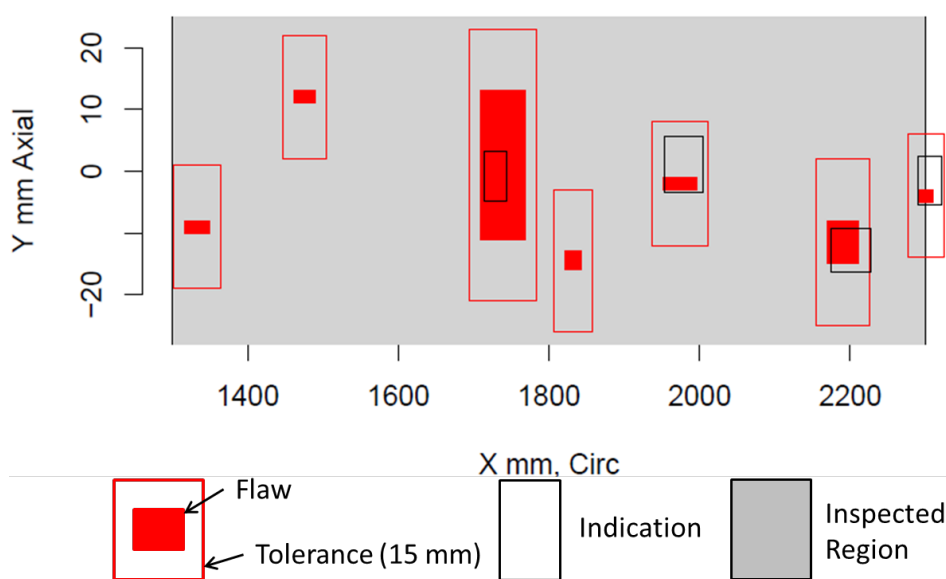 20
10
0
−20
Y mm Axial
1400 1600 1800 2000 2200
X mm, Circ
Flaw
Tolerance (15 mm)
Indication
Inspected
Region